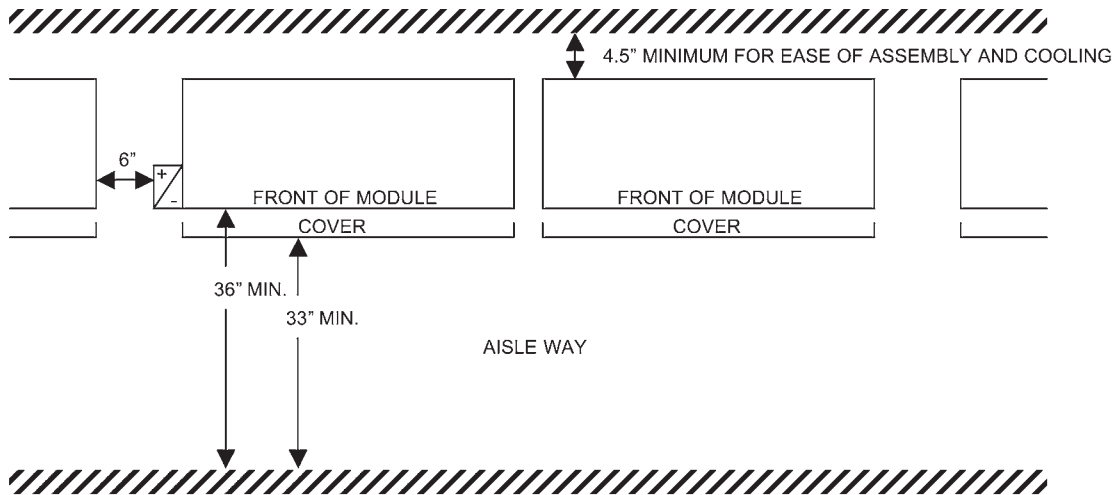 4.5” MINIMUM FOR EASE OF ASSEMBLY AND COOLING
6”
+
-
FRONT OF MODULE
FRONT OF MODULE
COVER
COVER
36” MIN.
33” MIN.
AISLE WAY